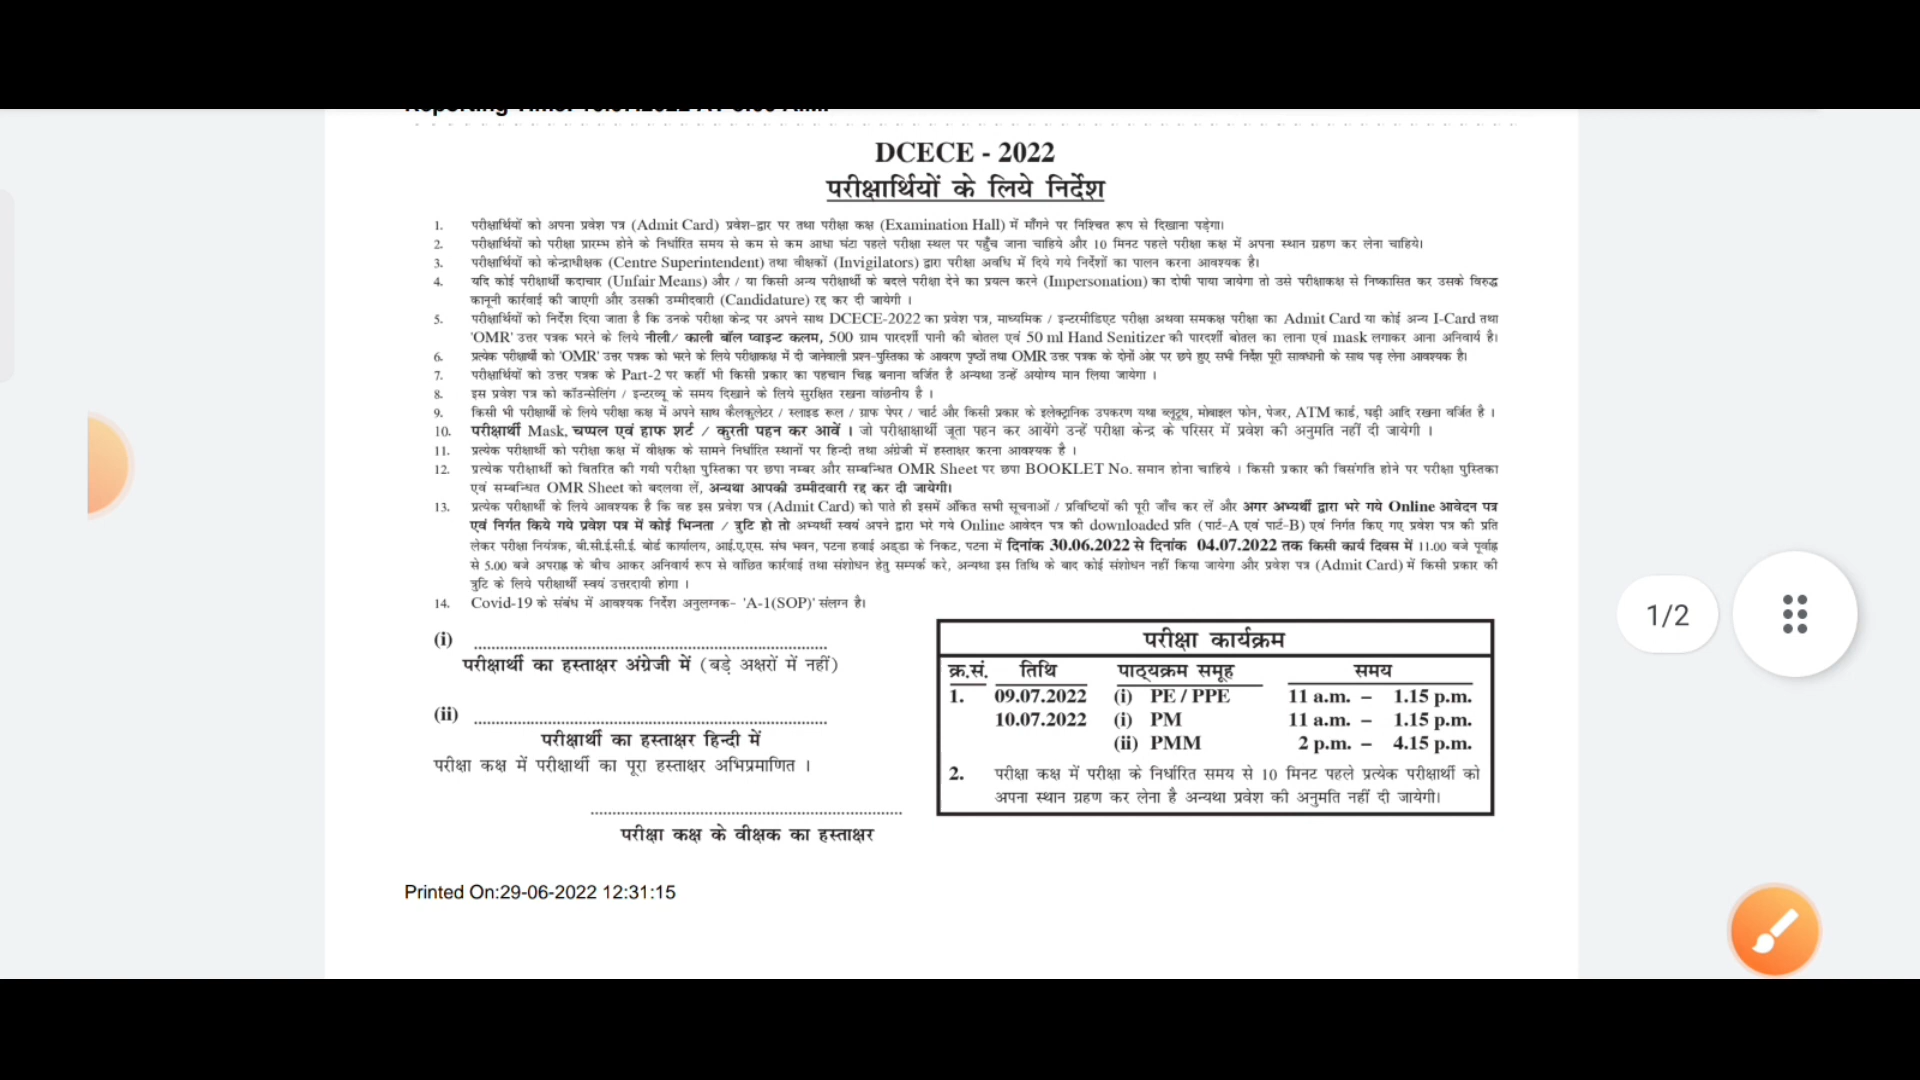 DCECE - 2022
परीक्षार्थियों के लिये निर्देश
1. परीक्षार्थियों को अपना प्रवेश पत्र (Admit Card) प्रवेश-द्वार पर तथा परीक्षा कक्ष (Examination Hall) में माँगने पर निश्चित रूप से दिखाना पड़ेगा।
2. परीक्षार्थियों को परीक्षा प्रारम्भ होने के निर्धारित समय से कम से कम आधा घंटा पहले परीक्षा स्थल पर पहुँच जाना चाहिये और 10 मिनट पहले परीक्षा कक्ष में अपना स्थान ग्रहण कर लेना चाहिये।
3. परीक्षार्थियों को केन्द्राधीक्षक (Centre Superintendent) तथा वीक्षकों (Invigilators) द्वारा परीक्षा अवधि में दिये गये निर्देशों का पालन करना आवश्यक है।
4. यदि कोई परीक्षार्थी कदाचार (Unfair Means) और / या किसी अन्य परीक्षार्थी के बदले परीक्षा देने का प्रयत्न करने (Impersonation) का दोषी पाया जायेगा तो उसे परीक्षाकक्ष से निष्कासित कर उसके विरुद्ध
कानूनी कार्रवाई की जाएगी और उसकी उम्मीदवारी (Candidature) रद्द कर दी जायेगी ।
5. परीक्षार्थियों को निर्देश दिया जाता है कि उनके परीक्षा केन्द्र पर अपने साथ DCECE-2022 का प्रवेश पत्र, माध्यमिक / इन्टरमीडिएट परीक्षा अथवा समकक्ष परीक्षा का Admit Card या कोई अन्य I-Card तथा
'OMR' उत्तर पत्रक भरने के लिये नीली/ काली बॉल प्वाइन्ट कलम, 500 ग्राम पारदर्शी पानी की बोतल एवं 50 ml Hand Senitizer की पारदर्शी बोतल का लाना एवं mask लगाकर आना अनिवार्य है।
6. प्रत्येक परीक्षार्थी को 'OMR' उत्तर पत्रक को भरने के लिये परीक्षाकक्ष में दी जानेवाली प्रश्न-पुस्तिका के आवरण पृष्ठों तथा OMR उत्तर पत्रक के दोनों ओर पर छपे हुए सभी निर्देश पूरी सावधानी के साथ पढ़ लेना आवश्यक है।
7. परीक्षार्थियों को उत्तर पत्रक के Part-2 पर कहीं भी किसी प्रकार का पहचान चिह्न बनाना वर्जित है अन्यथा उन्हें अयोग्य मान लिया जायेगा ।
8. इस प्रवेश पत्र को कॉउन्सेलिंग / इन्टरव्यू के समय दिखाने के लिये सुरक्षित रखना वांछनीय है ।
9. किसी भी परीक्षार्थी के लिये परीक्षा कक्ष में अपने साथ कैलकुलेटर / स्लाइड रूल / ग्राफ पेपर / चार्ट और किसी प्रकार के इलेक्ट्रानिक उपकरण यथा ब्लूटूथ, मोबाइल फोन, पेजर, ATM कार्ड, घड़ी आदि रखना वर्जित है ।
10. परीक्षार्थी Mask, चप्पल एवं हाफ शर्ट / कुरती पहन कर आवें । जो परीक्षाक्षार्थी जूता पहन कर आयेंगे उन्हें परीक्षा केन्द्र के परिसर में प्रवेश की अनुमति नहीं दी जायेगी ।
11. प्रत्येक परीक्षार्थी को परीक्षा कक्ष में वीक्षक के सामने निर्धारित स्थानों पर हिन्दी तथा अंग्रेजी में हस्ताक्षर करना आवश्यक है ।
12. प्रत्येक परीक्षार्थी को वितरित की गयी परीक्षा पुस्तिका पर छपा नम्बर और सम्बन्धित OMR Sheet पर छपा BOOKLET No. समान होना चाहिये । किसी प्रकार की विसंगति होने पर परीक्षा पुस्तिका
एवं सम्बन्धित OMR Sheet को बदलवा लें, अन्यथा आपकी उम्मीदवारी रद्द कर दी जायेगी।
13. प्रत्येक परीक्षार्थी के लिये आवश्यक है कि वह इस प्रवेश पत्र (Admit Card) को पाते ही इसमें अंकित सभी सूचनाओं / प्रविष्टियों की पूरी जाँच कर लें और अगर अभ्यर्थी द्वारा भरे गये Online आवेदन पत्र
एवं निर्गत किये गये प्रवेश पत्र में कोई भिन्नता / त्रुटि हो तो अभ्यर्थी स्वयं अपने द्वारा भरे गये Online आवेदन पत्र की downloaded प्रति (पार्ट-A एवं पार्ट-B) एवं निर्गत किए गए प्रवेश पत्र की प्रति
लेकर परीक्षा नियंत्रक, बी.सी.ई.सी.ई. बोर्ड कार्यालय, आई.ए.एस. संघ भवन, पटना हवाई अड्डा के निकट, पटना में दिनांक 30.06.2022 से दिनांक 04.07.2022 तक किसी कार्य दिवस में 11.00 बजे पूर्वाह्न
से 5.00 बजे अपराह्न के बीच आकर अनिवार्य रूप से वांछित कार्रवाई तथा संशोधन हेतु सम्पर्क करे, अन्यथा इस तिथि के बाद कोई संशोधन नहीं किया जायेगा और प्रवेश पत्र (Admit Card) में किसी प्रकार की
त्रुटि के लिये परीक्षार्थी स्वयं उत्तरदायी होगा ।
14. Covid-19 के संबंध में आवश्यक निर्देश अनुलग्नक- 'A-1(SOP)' संलग्न है।
(i) ........................................
परीक्षार्थी का हस्ताक्षर अंग्रेजी में (बड़े अक्षरों में नहीं)
(ii) ........................................
परीक्षार्थी का हस्ताक्षर हिन्दी में
परीक्षा कक्ष में परीक्षार्थी का पूरा हस्ताक्षर अभिप्रमाणित ।
........................................
परीक्षा कक्ष के वीक्षक का हस्ताक्षर
परीक्षा कार्यक्रम
क्र.सं. तिथि पाठ्यक्रम समूह समय
1. 09.07.2022 (i) PE / PPE 11 a.m. – 1.15 p.m.
10.07.2022 (i) PM 11 a.m. – 1.15 p.m.
(ii) PMM 2 p.m. – 4.15 p.m.
2. परीक्षा कक्ष में परीक्षा के निर्धारित समय से 10 मिनट पहले प्रत्येक परीक्षार्थी को
अपना स्थान ग्रहण कर लेना है अन्यथा प्रवेश की अनुमति नहीं दी जायेगी।
Printed On:29-06-2022 12:31:15
1/2